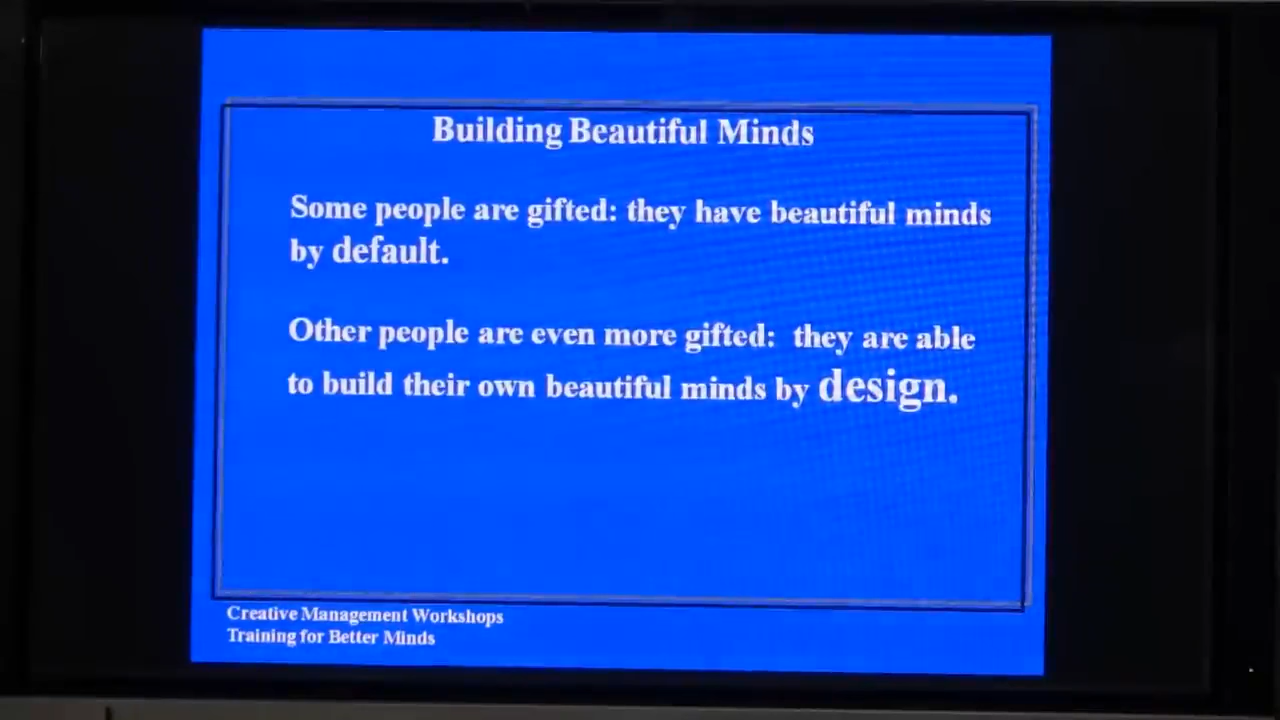 Building Beautiful Minds
Some people are gifted: they have beautiful minds
by default.
Other people are even more gifted: they are able
to build their own beautiful minds by design.
Creative Management Workshops
Training for Better Minds